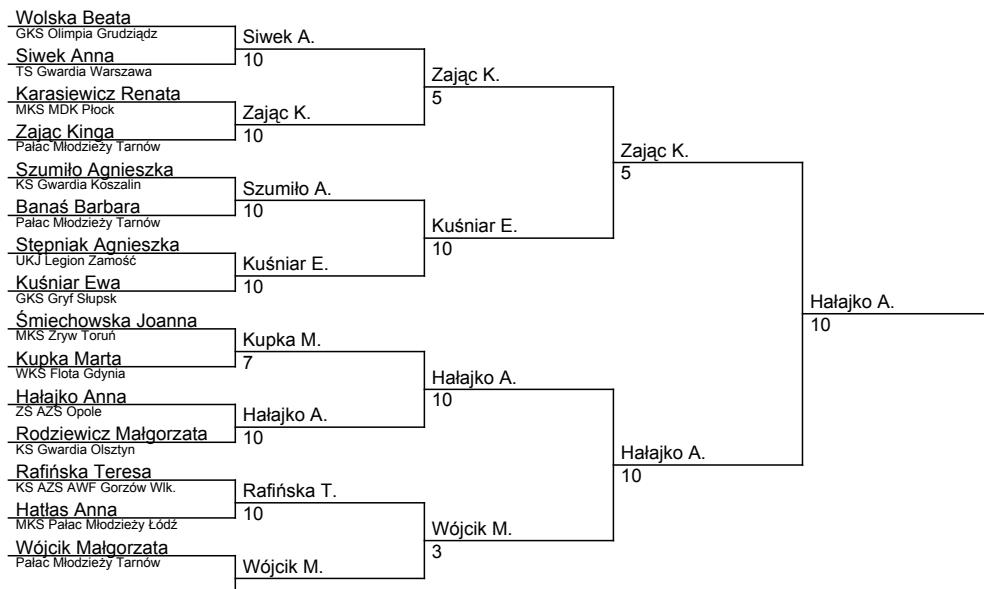 Wolska Beata
GKS Olimpia Grudziądz
Siwek Anna
TS Gwardia Warszawa
Karasiewicz Renata
MKS MDK Płock
Zając Kinga
Pałac Młodzieży Tarnów
Szumiło Agnieszka
KS Gwardia Koszalin
Banaś Barbara
Pałac Młodzieży Tarnów
Stępniak Agnieszka
UKJ Legion Zamość
Kuśniar Ewa
GKS Gryf Słupsk
Śmiechowska Joanna
MKS Zryw Toruń
Kupka Marta
WKS Flota Gdynia
Hałajko Anna
ZS AZS Opole
Rodziewicz Małgorzata
KS Gwardia Olsztyn
Rafińska Teresa
KS AZS AWF Gorzów Wlk.
Hatłas Anna
MKS Pałac Młodzieży Łódź
Wójcik Małgorzata
Pałac Młodzieży Tarnów
Siwek A.
10
Zając K.
10
Szumiło A.
10
Kuśniar E.
10
Kupka M.
7
Hałajko A.
10
Rafińska T.
10
Wójcik M.
Zając K.
5
Kuśniar E.
10
Hałajko A.
10
Wójcik M.
3
Zając K.
5
Hałajko A.
10
Hałajko A.
10